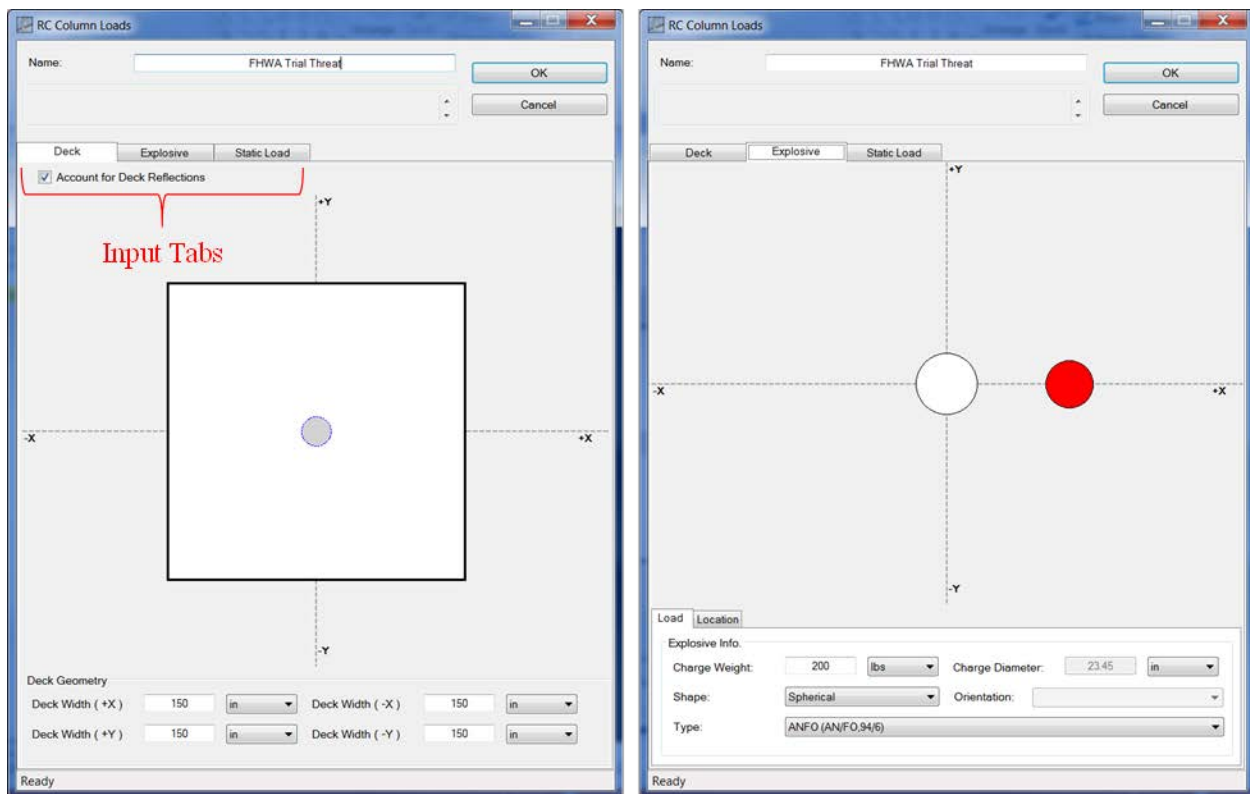 RC Column Loads
Name: FHWA Trial Threat
OK
Cancel
Deck Explosive Static Load
Account for Deck Reflections
Input Tabs
+Y
-X +X
-Y
Deck Geometry
Deck Width ( +X ) 150 in Deck Width ( -X ) 150 in
Deck Width ( +Y ) 150 in Deck Width ( -Y ) 150 in
Ready
RC Column Loads
Name: FHWA Trial Threat
OK
Cancel
Deck Explosive Static Load
+Y
-X +X
-Y
Load Location
Explosive Info.
Charge Weight: 200 lbs Charge Diameter: 23.45 in
Shape: Spherical Orientation:
Type: ANFO (AN/FO,94/6)
Ready